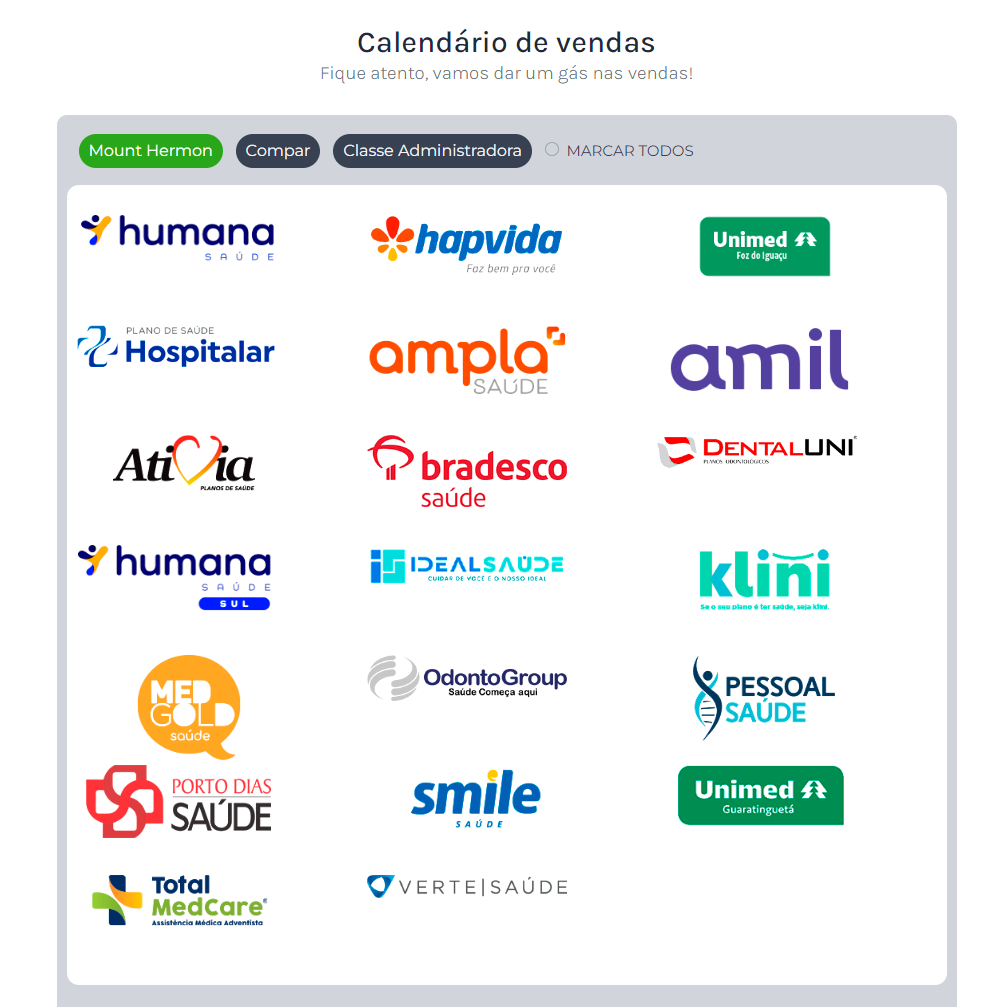 Calendário de vendas
Fique atento, vamos dar um gás nas vendas!
Mount Hermon
Compar
Classe Administradora
MARCAR TODOS
humana
SAÚDE
hapvida
Faz bem pra você
Unimed
Foz do Iguaçu
PLANO DE SAÚDE
Hospitalar
ampla
SAÚDE
amil
Ativia
PLANOS DE SAÚDE
bradesco
saúde
DENTALUNI®
PLANOS ODONTOLÓGICOS
humana
SAÚDE
SUL
IDEALSAÚDE
CUIDAR DE VOCÊ É O NOSSO IDEAL
klini
Se o seu plano é ter saúde, seja klini.
MED
GOLD
saúde
OdontoGroup
Saúde Começa aqui
PESSOAL
SAÚDE
PORTO DIAS
SAÚDE
smile
SAÚDE
Unimed
Guaratinguetá
Total
MedCare®
Assistência Médica Adventista
VERTE|SAÚDE